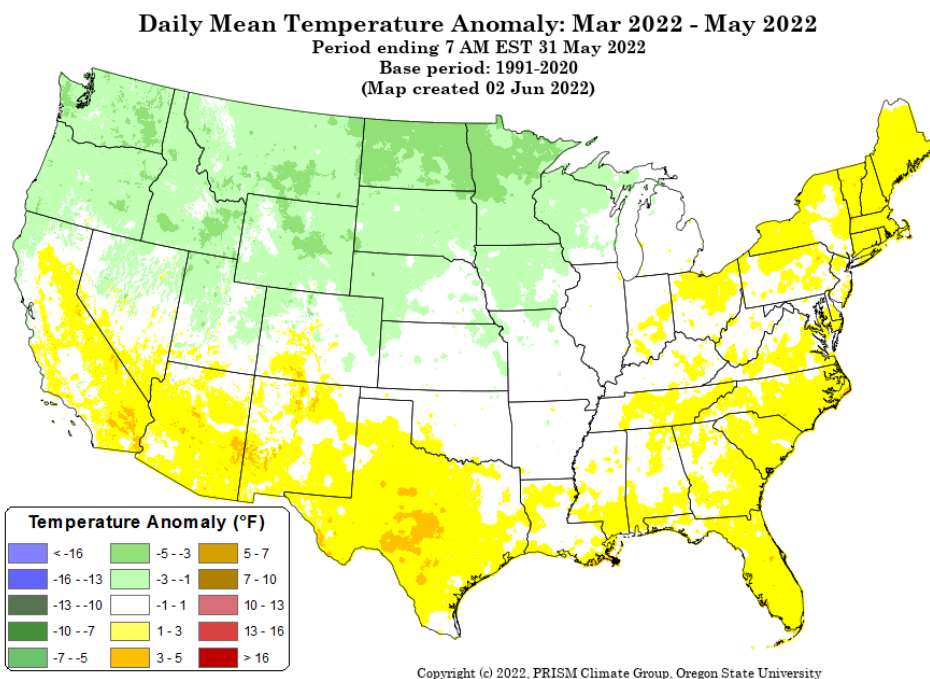 Daily Mean Temperature Anomaly: Mar 2022 - May 2022
Period ending 7 AM EST 31 May 2022
Base period: 1991-2020
(Map created 02 Jun 2022)
Temperature Anomaly (°F)
< -16
-16 - -13
-13 - -10
-10 - -7
-7 - -5
-5 - -3
-3 - -1
-1 - 1
1 - 3
3 - 5
5 - 7
7 - 10
10 - 13
13 - 16
> 16
Copyright (c) 2022, PRISM Climate Group, Oregon State University